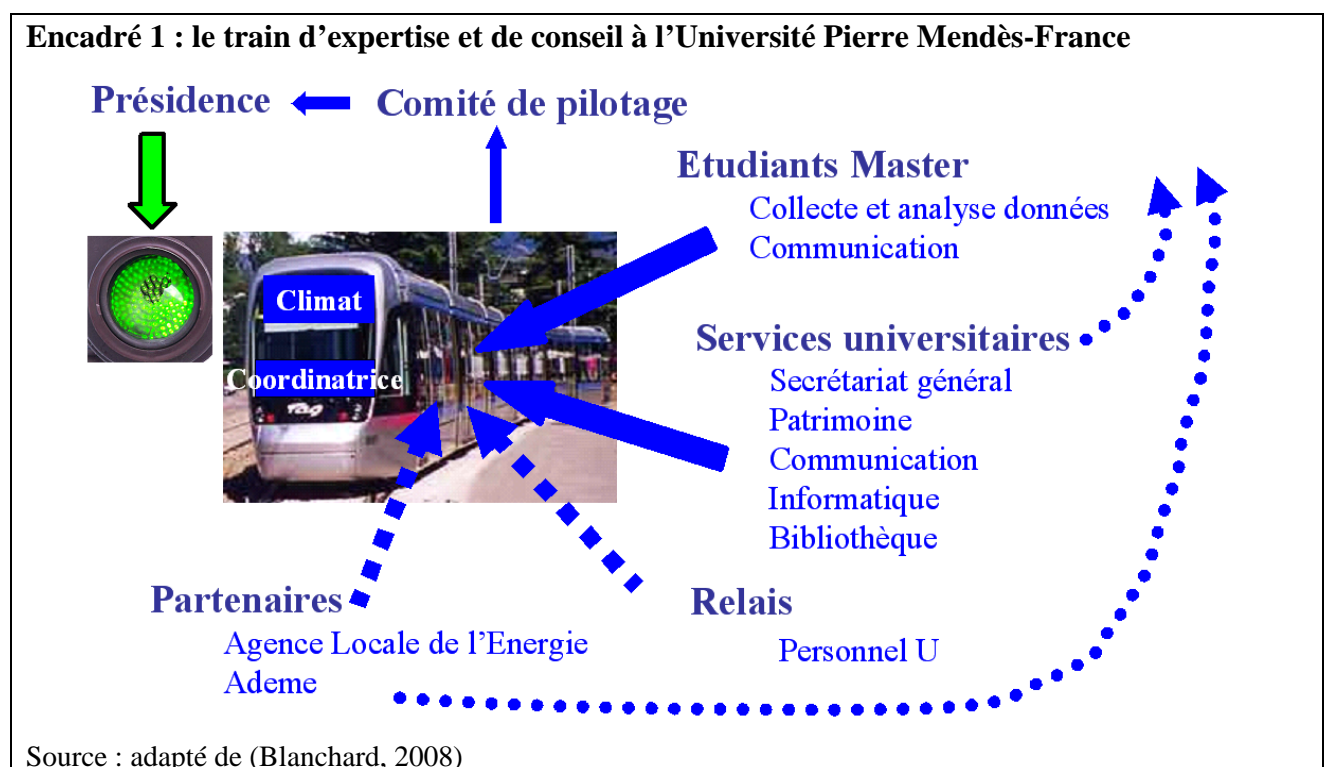 Encadré 1 : le train d’expertise et de conseil à l’Université Pierre Mendès-France
Présidence
Comité de pilotage
Etudiants Master
Collecte et analyse données
Communication
Climat
Coordinatrice
Tag
Services universitaires
Secrétariat général
Patrimoine
Communication
Informatique
Bibliothèque
Partenaires
Agence Locale de l’Energie
Ademe
Relais
Personnel U
Source : adapté de (Blanchard, 2008)